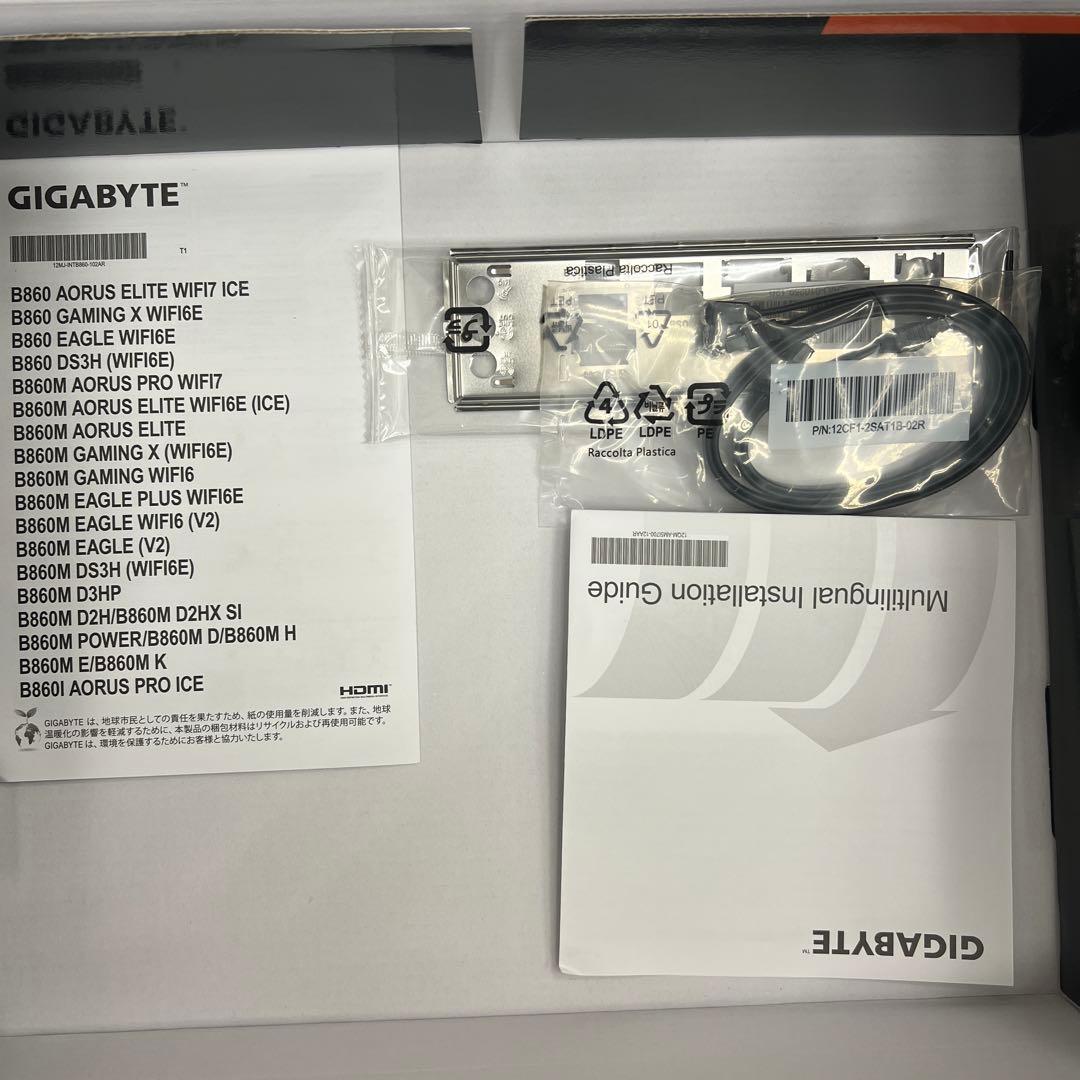 GIGABYTE™
GIGABYTE™
12MJ-INTB860-102AR
T1
B860 AORUS ELITE WIFI7 ICE
B860 GAMING X WIFI6E
B860 EAGLE WIFI6E
B860 DS3H (WIFI6E)
B860M AORUS PRO WIFI7
B860M AORUS ELITE WIFI6E (ICE)
B860M AORUS ELITE
B860M GAMING X (WIFI6E)
B860M GAMING WIFI6
B860M EAGLE PLUS WIFI6E
B860M EAGLE WIFI6 (V2)
B860M EAGLE (V2)
B860M DS3H (WIFI6E)
B860M D3HP
B860M D2H/B860M D2HX SI
B860M POWER/B860M D/B860M H
B860M E/B860M K
B860I AORUS PRO ICE
HDMI™
GIGABYTE は、地球市民としての責任を果たすため、紙の使用量を削減します。また、地球
温暖化の影響を軽減するために、本製品の梱包材料はリサイクルおよび再使用可能です。
GIGABYTE は、環境を保護するためにお客様と協力いたします。
Raccolta Plastica
4
LDPE LDPE PE
Raccolta Plastica
P/N:12CF1-2SAT1B-02R
Multilingual Installation Guide
GIGABYTE™